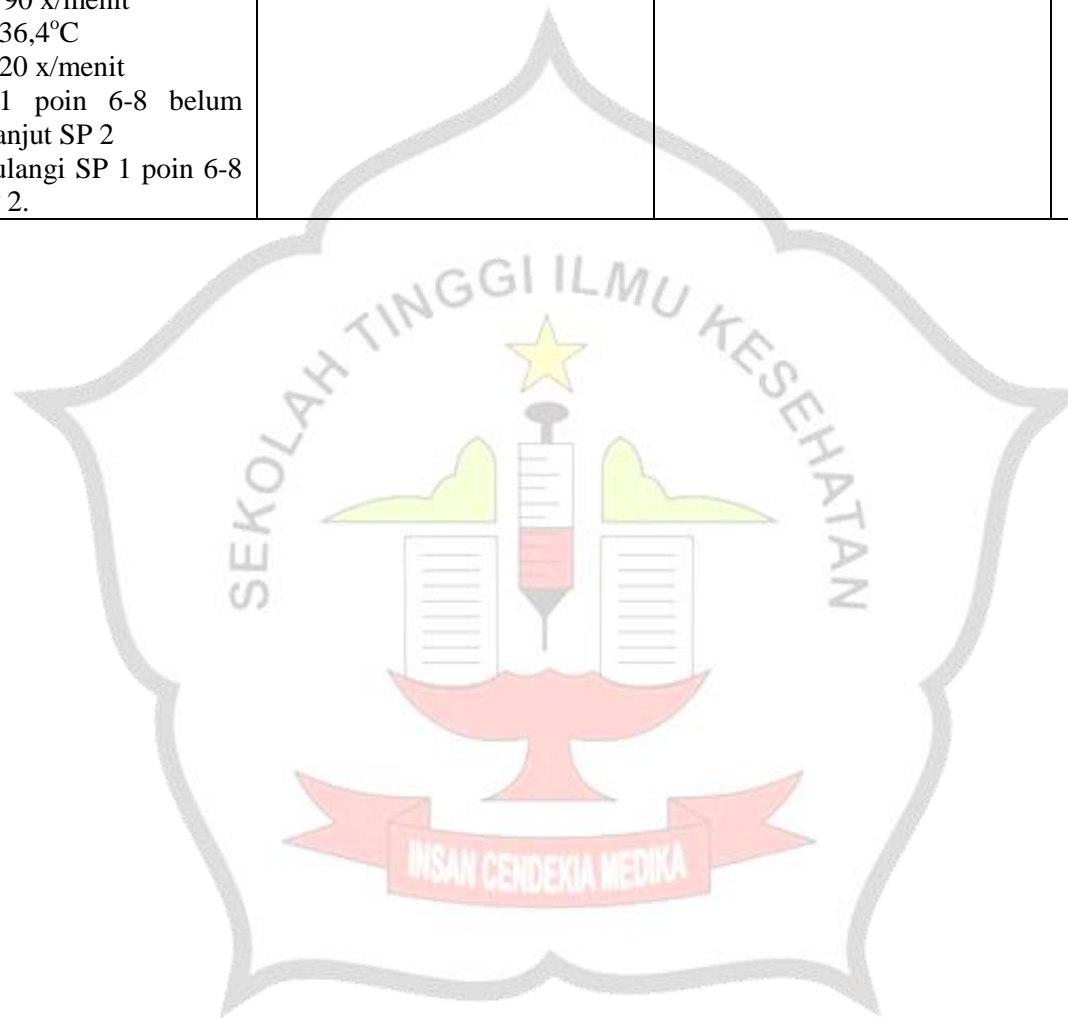 90 x/menit
36,4°C
20 x/menit
1 poin 6-8 belum
anjut SP 2
ulangi SP 1 poin 6-8
2.
SEKOLAH TINGGI ILMU KESEHATAN
INSAN CENDEKIA MEDIKA